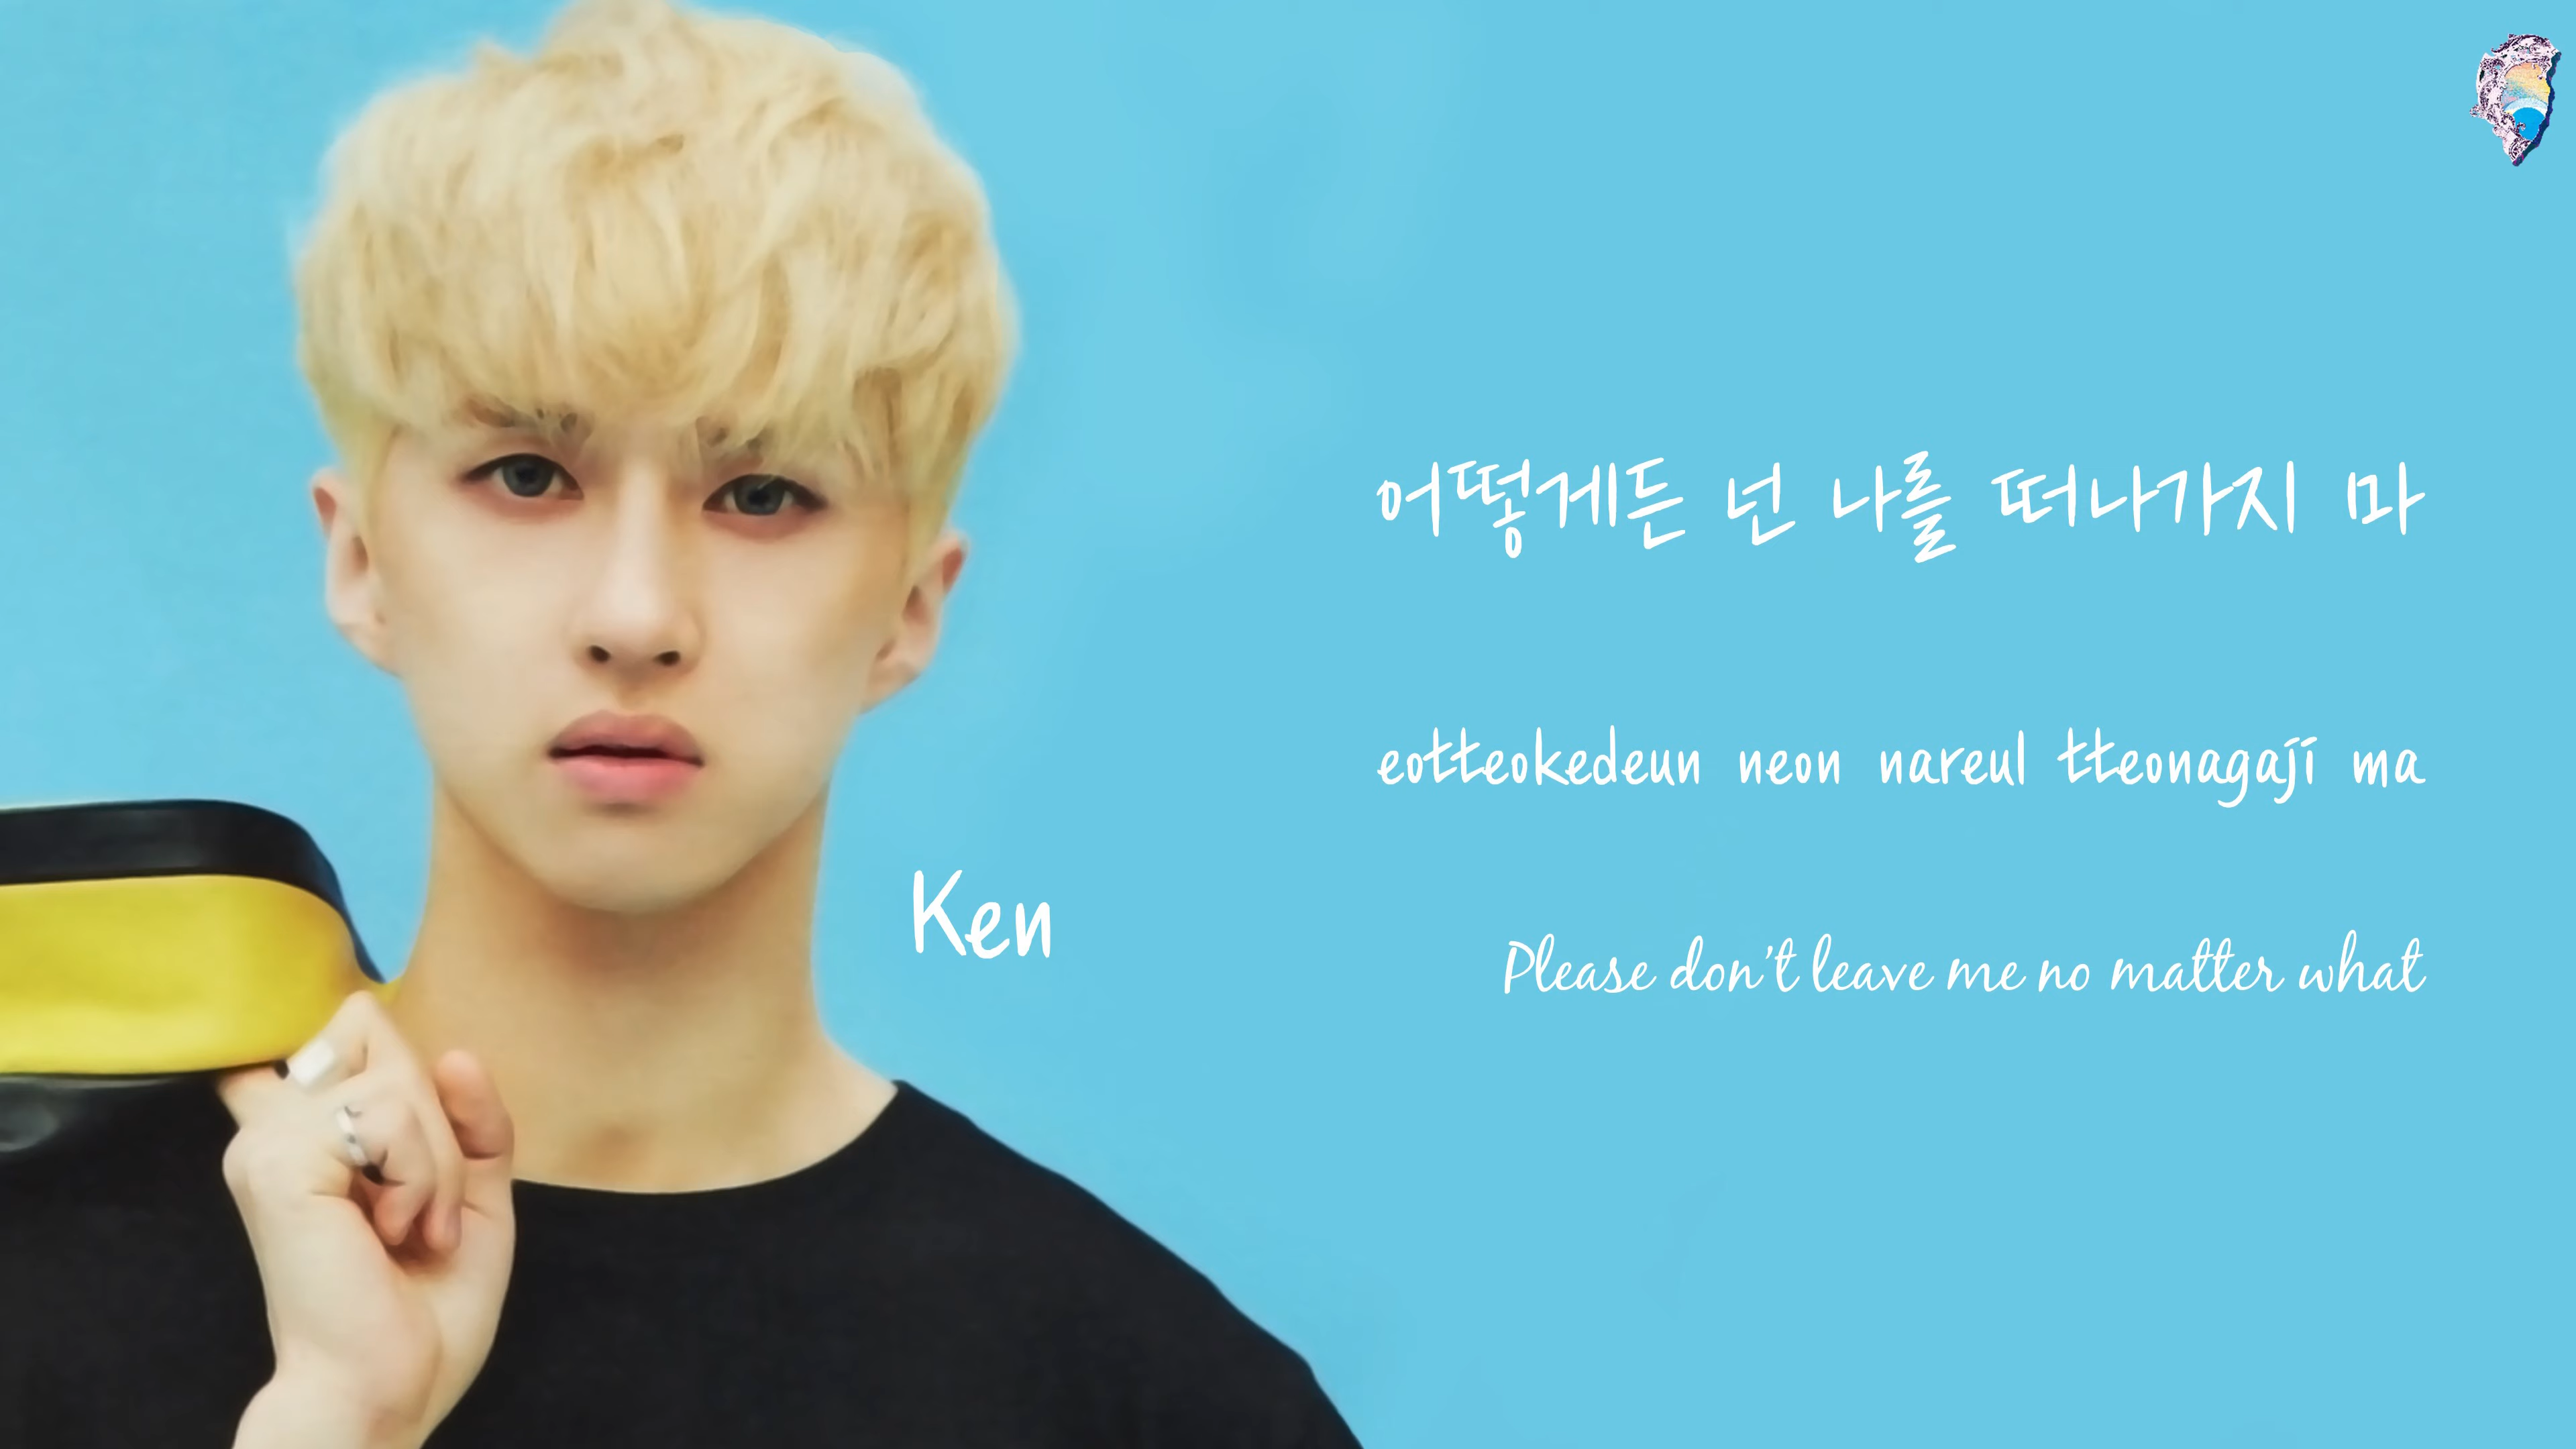 어떻게든 넌 나를 떠나가지 마
eotteokedeun neon nareul tteonagaji ma
Ken
Please don't leave me no matter what